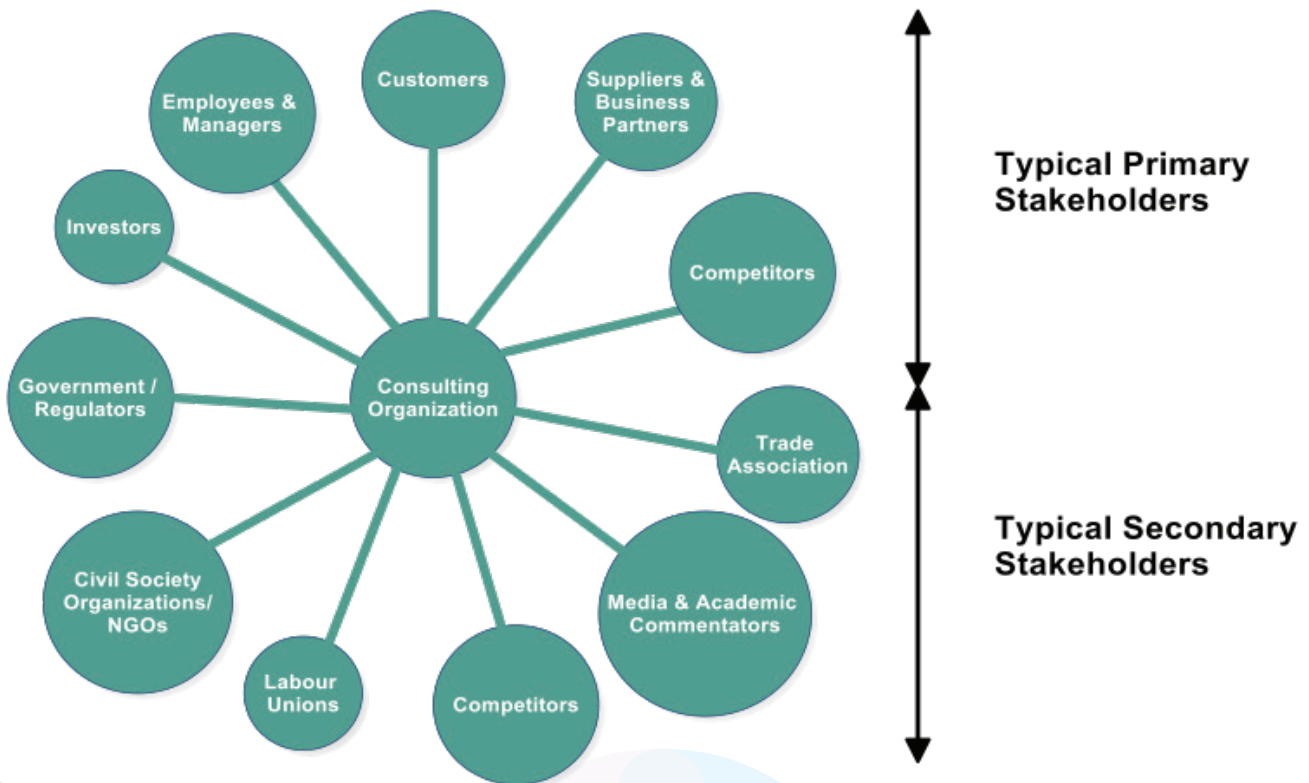 Customers
Suppliers &
Business
Partners
Employees &
Managers
Typical Primary
Stakeholders
Investors
Competitors
Government /
Regulators
Consulting
Organization
Trade
Association
Typical Secondary
Stakeholders
Civil Society
Organizations/
NGOs
Media & Academic
Commentators
Labour
Unions
Competitors